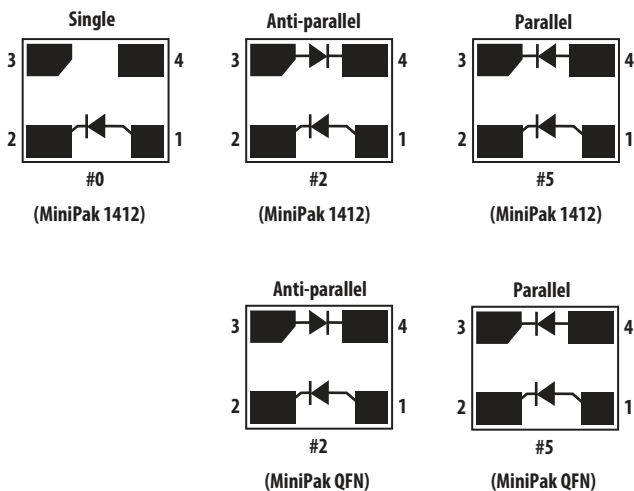 Single Anti-parallel Parallel
3 4 3 4 3 4
2 1 2 1 2 1
#0 #2 #5
(MiniPak 1412) (MiniPak 1412) (MiniPak 1412)
Anti-parallel Parallel
3 4 3 4
2 1 2 1
#2 #5
(MiniPak QFN) (MiniPak QFN)